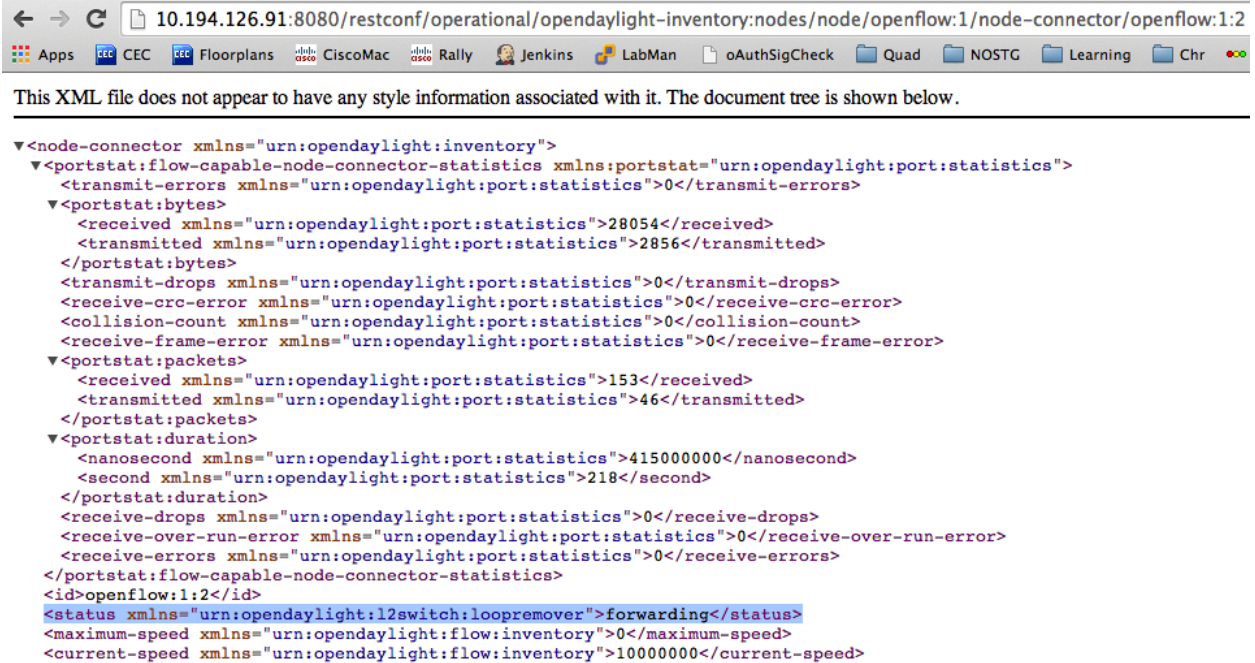 10.194.126.91:8080/restconf/operational/opendaylight-inventory:nodes/node/openflow:1/node-connector/openflow:1:2
Apps CEC CEC CEC Floorplans cisco CiscoMac cisco Rally Jenkins LabMan oAuthSigCheck Quad NOSTG Learning Chr
This XML file does not appear to have any style information associated with it. The document tree is shown below.
▼<node-connector xmlns="urn:opendaylight:inventory">
▼<portstat:flow-capable-node-connector-statistics xmlns:portstat="urn:opendaylight:port:statistics">
<transmit-errors xmlns="urn:opendaylight:port:statistics">0</transmit-errors>
▼<portstat:bytes>
<received xmlns="urn:opendaylight:port:statistics">28054</received>
<transmitted xmlns="urn:opendaylight:port:statistics">2856</transmitted>
</portstat:bytes>
<transmit-drops xmlns="urn:opendaylight:port:statistics">0</transmit-drops>
<receive-crc-error xmlns="urn:opendaylight:port:statistics">0</receive-crc-error>
<collision-count xmlns="urn:opendaylight:port:statistics">0</collision-count>
<receive-frame-error xmlns="urn:opendaylight:port:statistics">0</receive-frame-error>
▼<portstat:packets>
<received xmlns="urn:opendaylight:port:statistics">153</received>
<transmitted xmlns="urn:opendaylight:port:statistics">46</transmitted>
</portstat:packets>
▼<portstat:duration>
<nanosecond xmlns="urn:opendaylight:port:statistics">415000000</nanosecond>
<second xmlns="urn:opendaylight:port:statistics">218</second>
</portstat:duration>
<receive-drops xmlns="urn:opendaylight:port:statistics">0</receive-drops>
<receive-over-run-error xmlns="urn:opendaylight:port:statistics">0</receive-over-run-error>
<receive-errors xmlns="urn:opendaylight:port:statistics">0</receive-errors>
</portstat:flow-capable-node-connector-statistics>
<id>openflow:1:2</id>
<status xmlns="urn:opendaylight:l2switch:loopremover">forwarding</status>
<maximum-speed xmlns="urn:opendaylight:flow:inventory">0</maximum-speed>
<current-speed xmlns="urn:opendaylight:flow:inventory">10000000</current-speed>